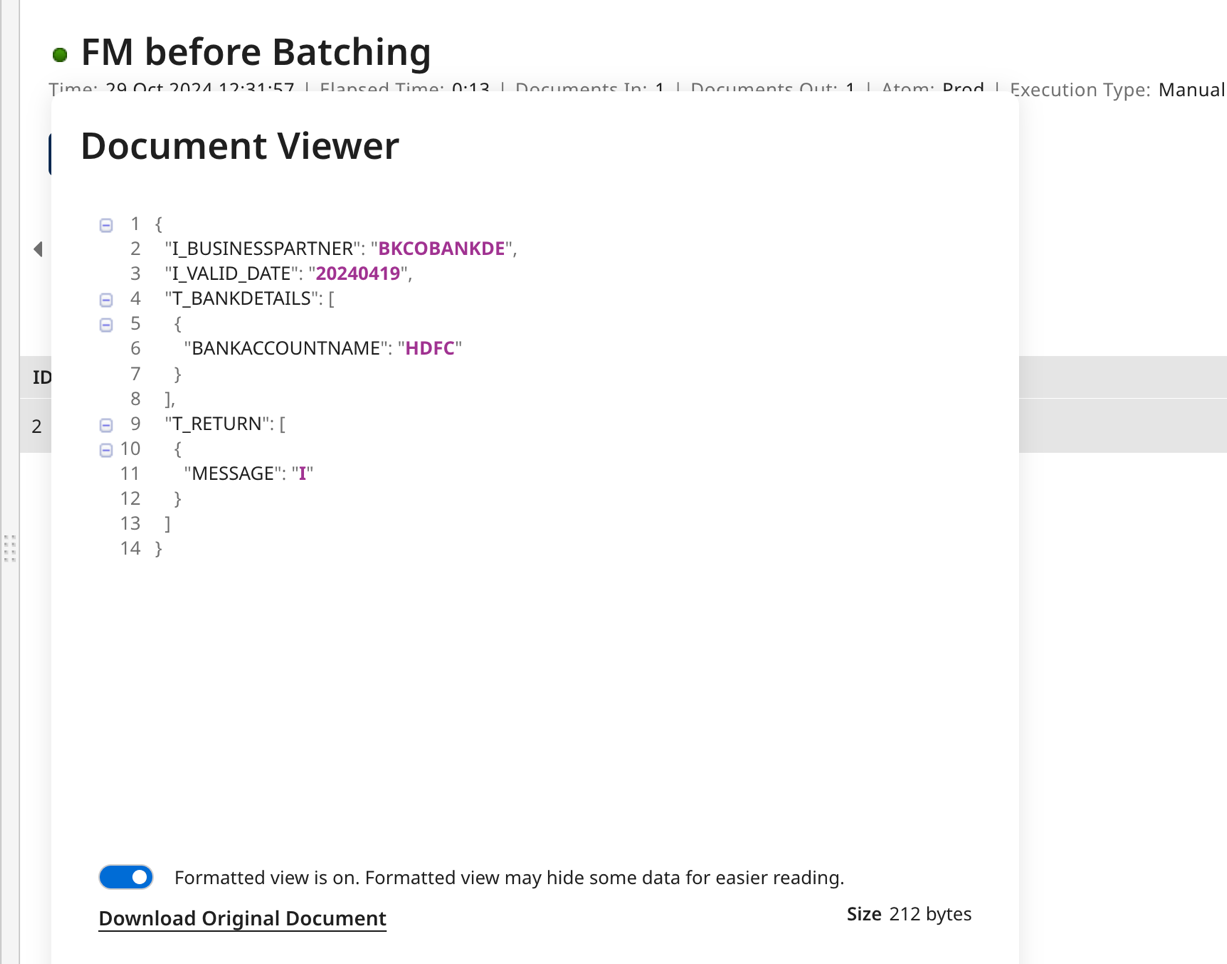 FM before Batching
Time: 29 Oct 2024 12:31:57 | Elapsed Time: 0:13 | Documents In: 1 | Documents Out: 1 | Atom: Prod | Execution Type: Manual
Document Viewer
1 {
2 "I_BUSINESSPARTNER": "BKCOBANKDE",
3 "I_VALID_DATE": "20240419",
4 "T_BANKDETAILS": [
5 {
6 "BANKACCOUNTNAME": "HDFC"
7 }
8 ],
9 "T_RETURN": [
10 {
11 "MESSAGE": "I"
12 }
13 ]
14 }
ID
2
Formatted view is on. Formatted view may hide some data for easier reading.
Download Original Document
Size 212 bytes